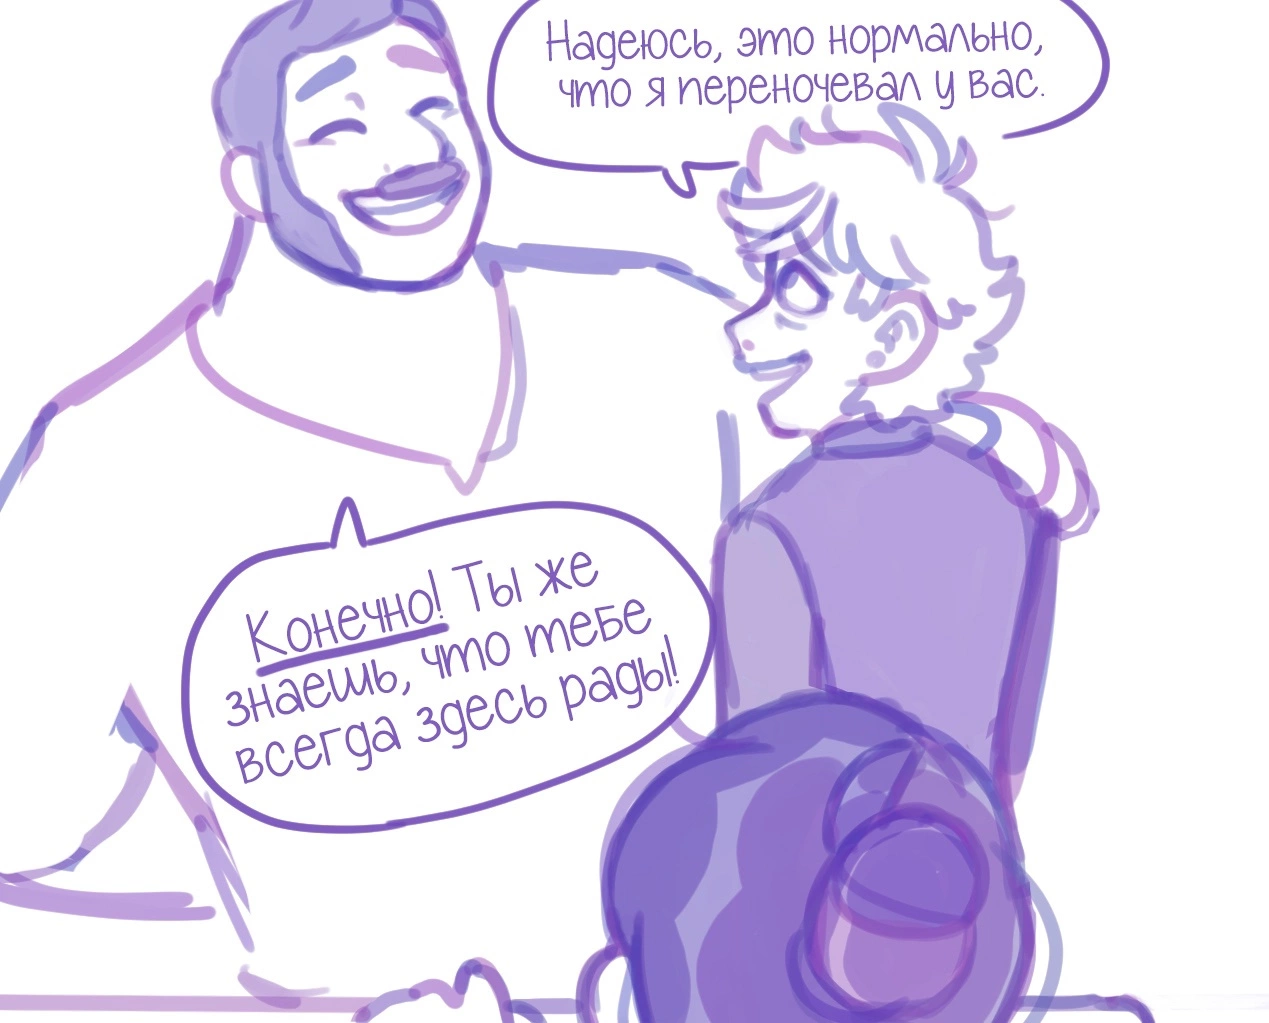 Надеюсь, это нормально,
что я переночевал у вас.
Конечно! Ты же
знаешь, что тебе
всегда здесь рады!